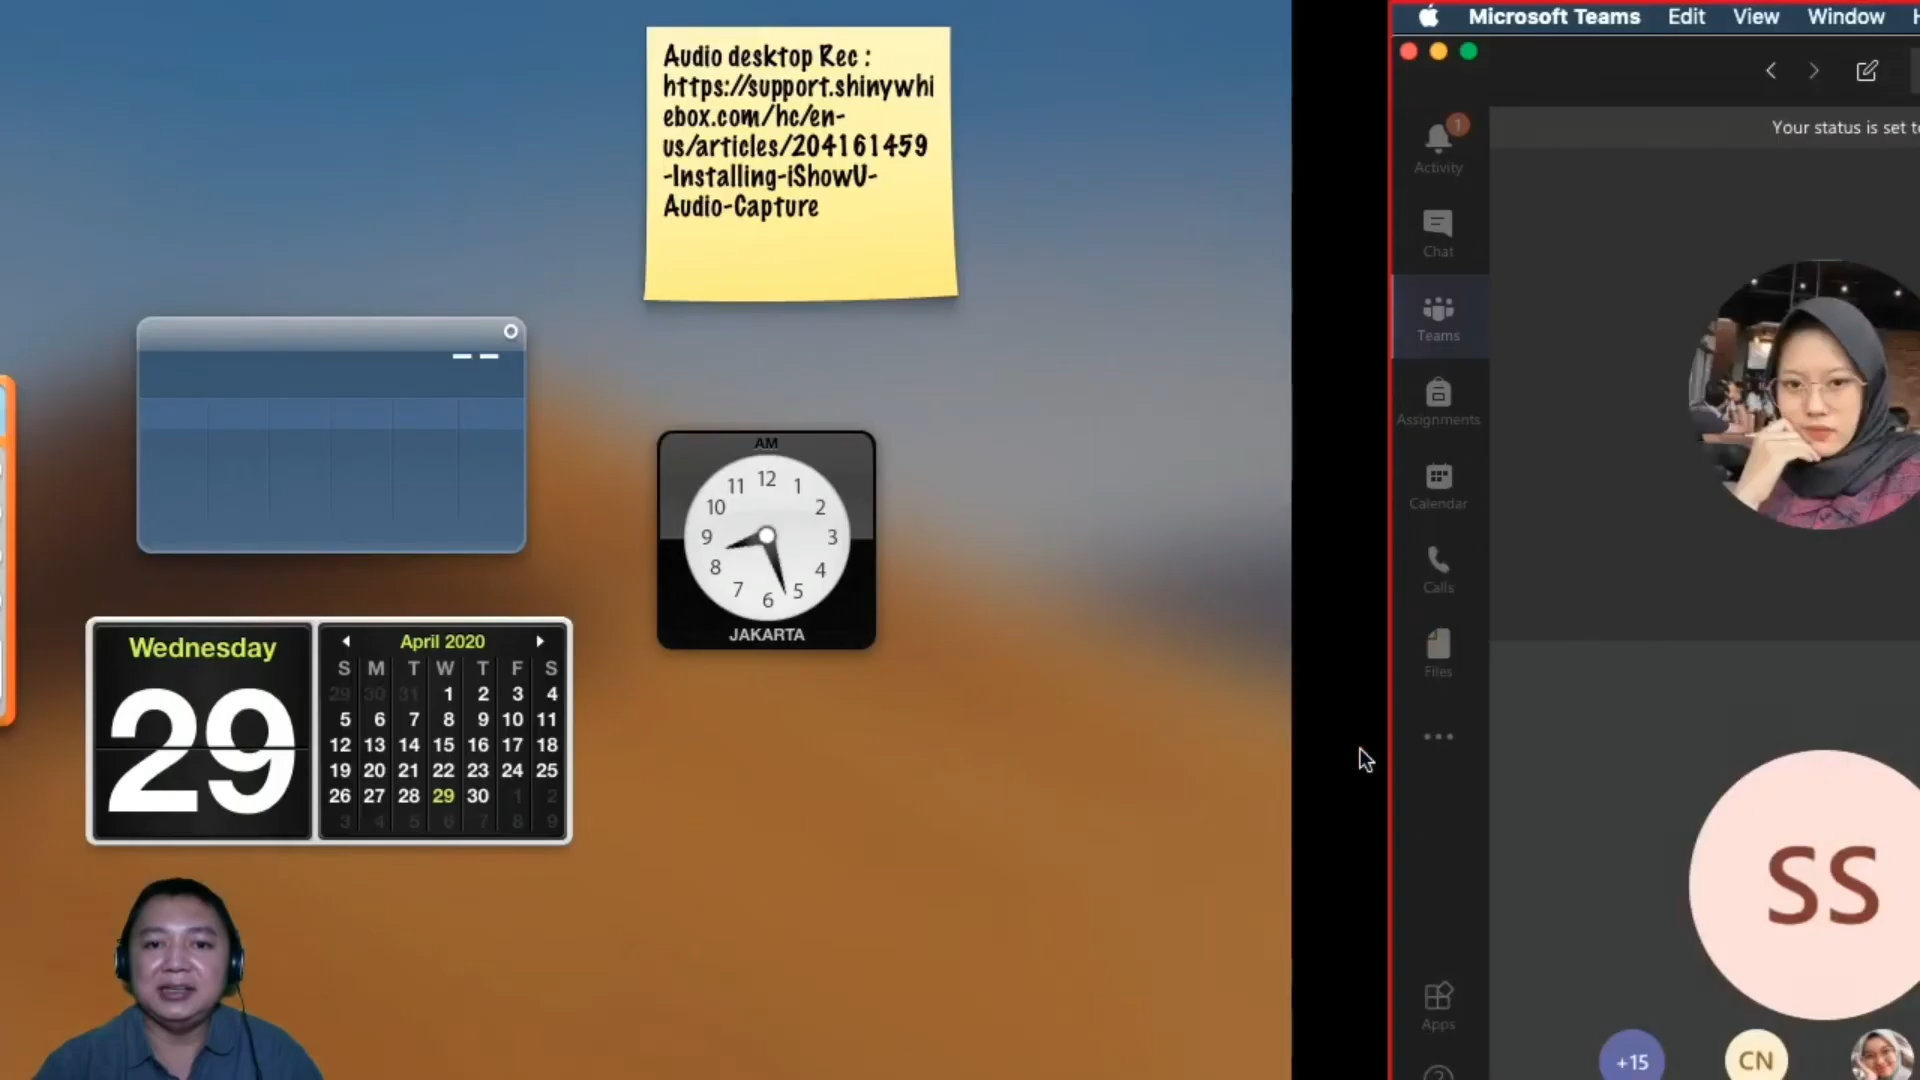 Audio desktop Rec :
https://support.shinywhi
ebox.com/hc/en-
us/articles/204161459
-Installing-iShowU-
Audio-Capture
AM
12
11 1
10 2
9 3
8 4
7 5
6
JAKARTA
Wednesday
29
April 2020
S M T W T F S
29 30 31 1 2 3 4
5 6 7 8 9 10 11
12 13 14 15 16 17 18
19 20 21 22 23 24 25
26 27 28 29 30 1 2
3 4 5 6 7 8 9
Microsoft Teams Edit View Window
Your status is set
1
Activity
Chat
Teams
Assignments
Calendar
Calls
Files
Apps
SS
+15 CN